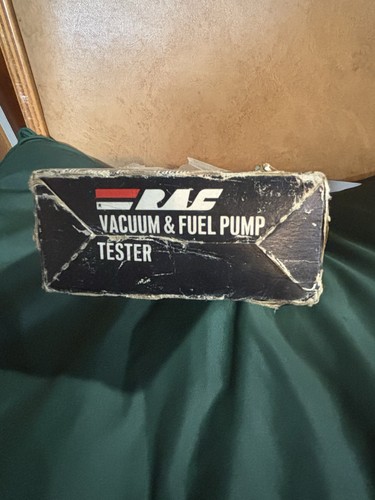 RAC
VACUUM & FUEL PUMP
TESTER